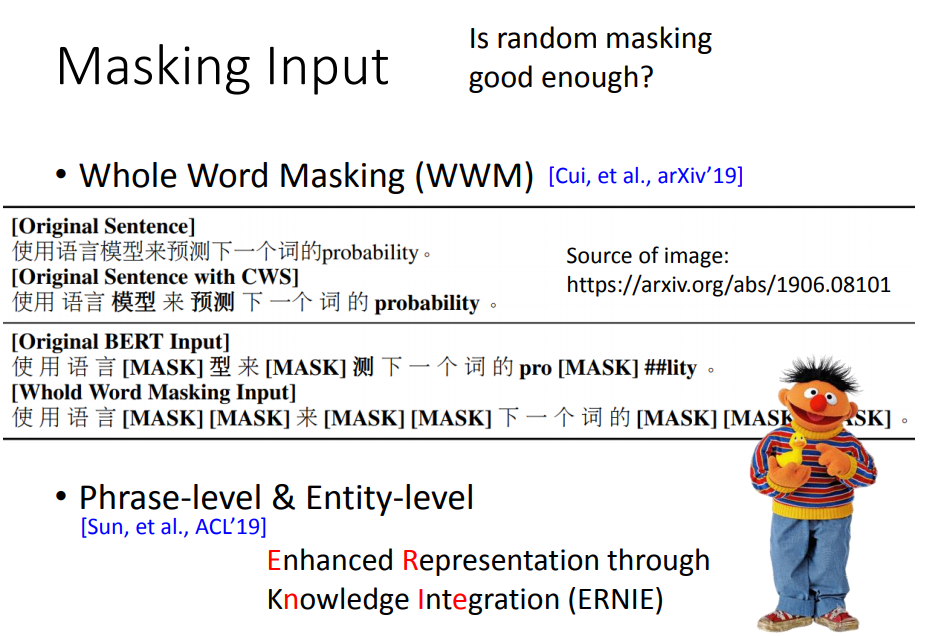 Masking Input
Is random masking
good enough?
• Whole Word Masking (WWM) [Cui, et al., arXiv’19]
[Original Sentence]
使用语言模型来预测下一个词的probability。
[Original Sentence with CWS]
使用 语言 模型 来 预测 下 一个 词 的 probability 。
Source of image:
https://arxiv.org/abs/1906.08101
[Original BERT Input]
使 用 语 言 [MASK] 型 来 [MASK] 测 下 一 个 词 的 pro [MASK] ##lity 。
[Whold Word Masking Input]
使 用 语 言 [MASK] [MASK] 来 [MASK] [MASK] 下 一 个 词 的 [MASK] [MASK SK] 。
• Phrase-level & Entity-level
[Sun, et al., ACL’19]
Enhanced Representation through
Knowledge Integration (ERNIE)